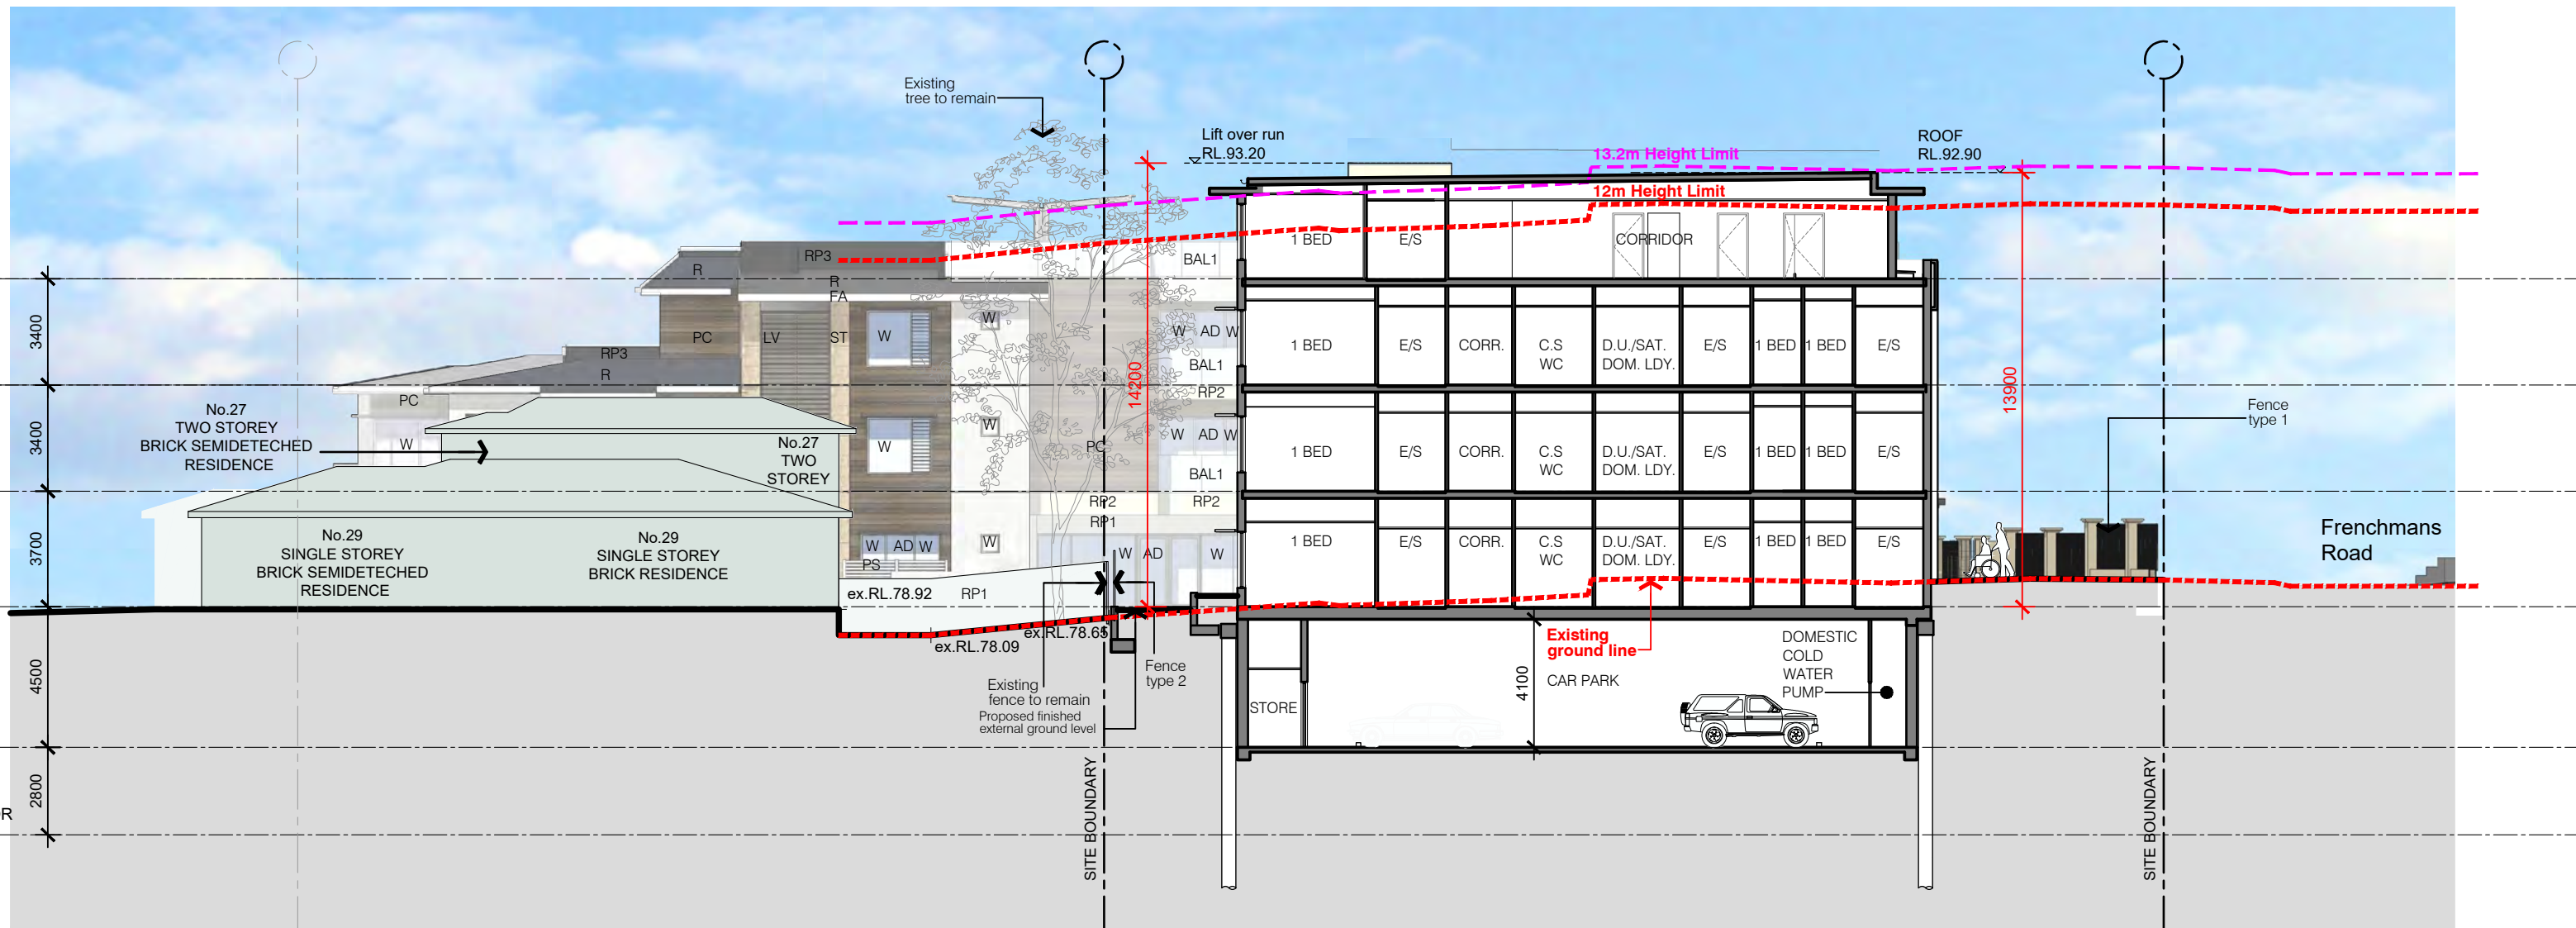 Existing
tree to remain
Lift over run
RL.93.20
ROOF
RL.92.90
13.2m Height Limit
12m Height Limit
1 BED
E/S
CORRIDOR
RP3
BAL1
R
R
FA
3400
PC
LV
ST
W
W
W
AD
W
1 BED
E/S
CORR.
C.S
WC
D.U./SAT.
DOM. LDY.
E/S
1 BED
1 BED
E/S
RP3
R
BAL1
14200
13900
RP2
PC
No.27
TWO STOREY
BRICK SEMIDETECHED
RESIDENCE
W
No.27
TWO
STOREY
3400
W
W
PC
W
AD
W
BAL1
1 BED
E/S
CORR.
C.S
WC
D.U./SAT.
DOM. LDY.
E/S
1 BED
1 BED
E/S
Fence
type 1
RP2
RP2
RP1
3700
No.29
SINGLE STOREY
BRICK SEMIDETECHED
RESIDENCE
No.29
SINGLE STOREY
BRICK RESIDENCE
W
AD
W
PS
W
W
AD
W
1 BED
E/S
CORR.
C.S
WC
D.U./SAT.
DOM. LDY.
E/S
1 BED
1 BED
E/S
Frenchmans
Road
ex.RL.78.92
RP1
ex.RL.78.65
ex.RL.78.09
Existing
ground line
4500
Existing
fence to remain
Proposed finished
external ground level
Fence
type 2
STORE
4100
CAR PARK
DOMESTIC
COLD
WATER
PUMP
2800
SITE BOUNDARY
SITE BOUNDARY